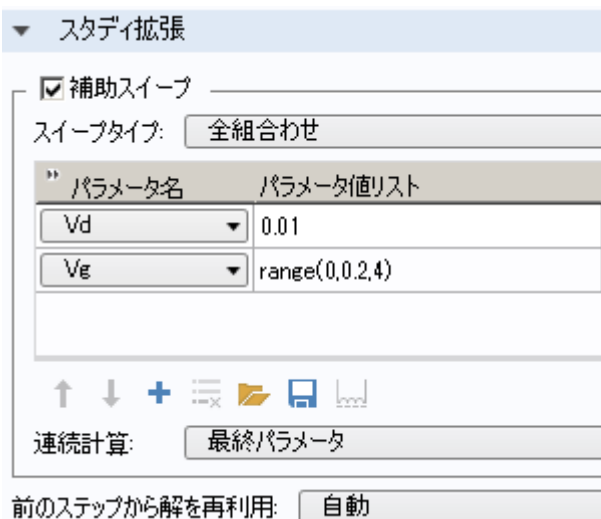 スタディ拡張
補助スイープ
スイープタイプ: 全組合わせ
パラメータ名 パラメータ値リスト
Vd 0.01
Vg range(0,0.2,4)
連続計算: 最終パラメータ
前のステップから解を再利用: 自動